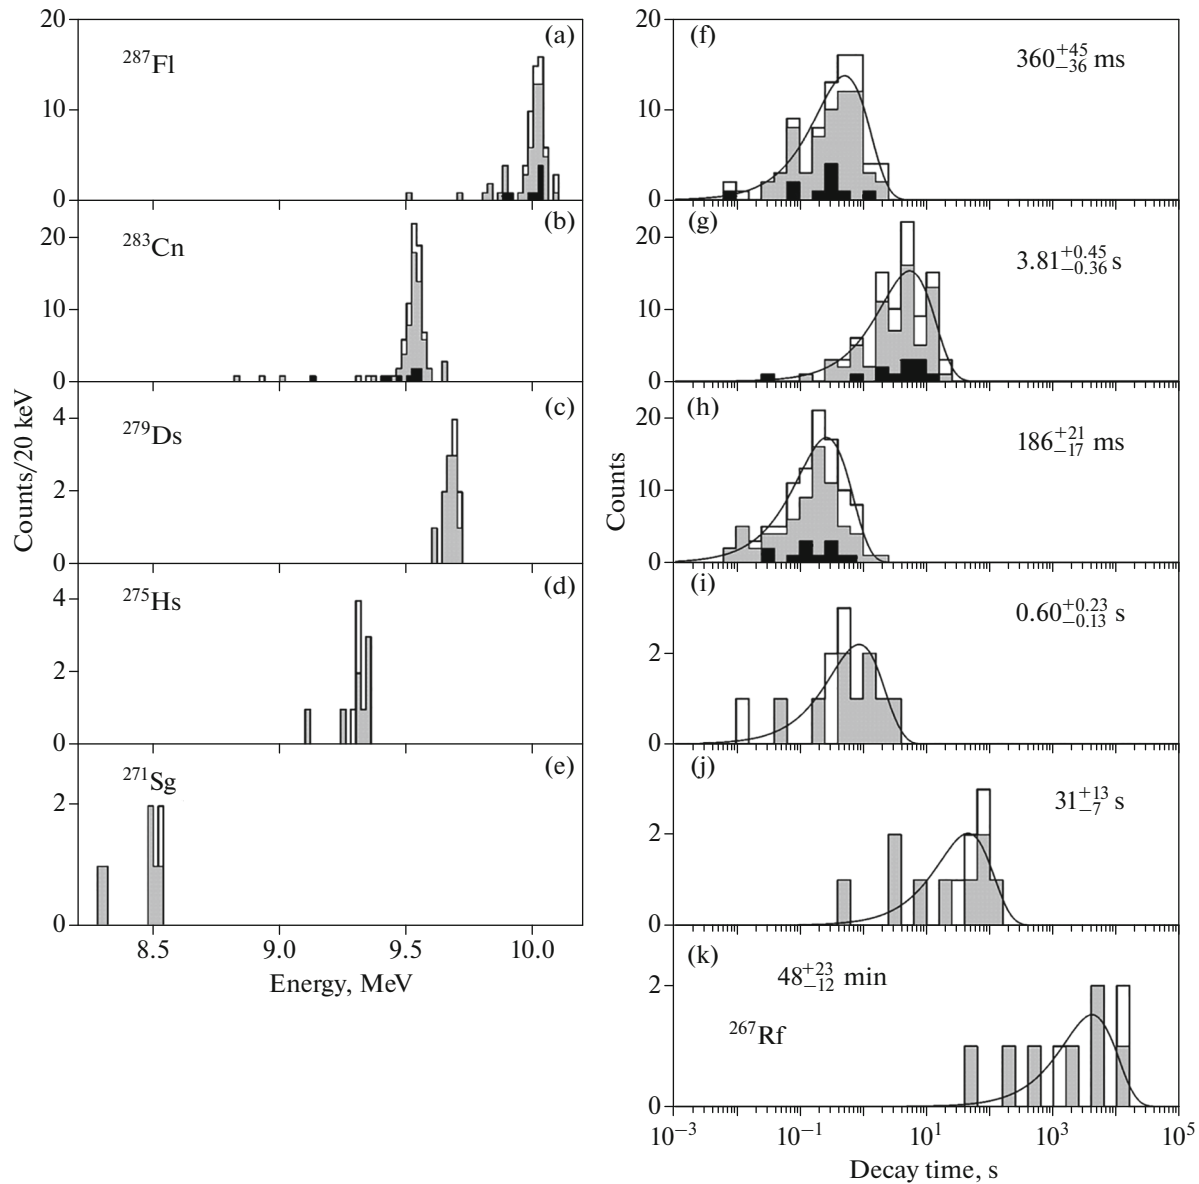 20
(a)
²⁸⁷Fl
10
0
20
(b)
²⁸³Cn
10
0
4
(c)
²⁷⁹Ds
2
0
4
(d)
²⁷⁵Hs
2
0
2
(e)
²⁷¹Sg
0
8.5 9.0 9.5 10.0
Energy, MeV
Counts/20 keV
20
(f)
360⁺⁴⁵₋₃₆ ms
10
0
20
(g)
3.81⁺⁰·⁴⁵₋₀.₃₆ s
10
0
20
(h)
186⁺²¹₋₁₇ ms
10
0
(i)
0.60⁺⁰·²³₋₀.₁₃ s
2
0
(j)
31⁺¹³₋₇ s
2
0
(k)
48⁺²³₋₁₂ min
2
²⁶⁷Rf
0
10⁻³ 10⁻¹ 10¹ 10³ 10⁵
Decay time, s
Counts